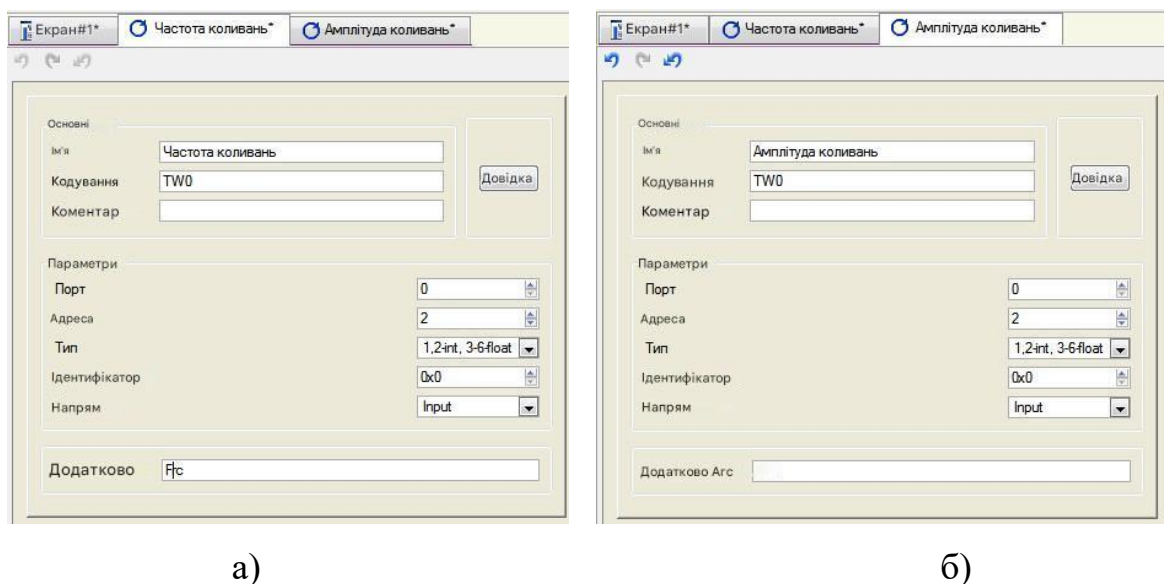 Екран#1* Частота коливань* Амплітуда коливань*
Основні
Ім'я Частота коливань
Кодування TW0
Коментар
Довідка
Параметри
Порт 0
Адреса 2
Тип 1,2-int, 3-6-float
Ідентифікатор 0x0
Напрям Input
Додатково Frc
а)
Екран#1* Частота коливань* Амплітуда коливань*
Основні
Ім'я Амплітуда коливань
Кодування TW0
Коментар
Довідка
Параметри
Порт 0
Адреса 2
Тип 1,2-int, 3-6-float
Ідентифікатор 0x0
Напрям Input
Додатково Arc
б)